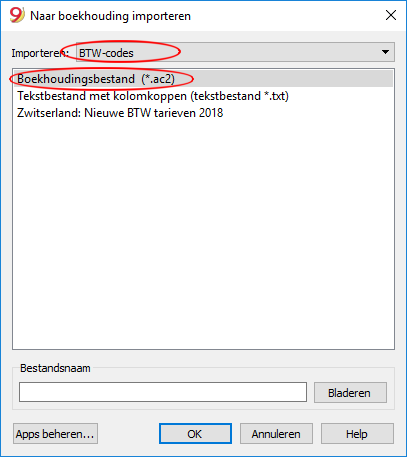 9 Naar boekhouding importeren
Importeren: BTW-codes
Boekhoudingsbestand (*.ac2)
Tekstbestand met kolomkoppen (tekstbestand *.txt)
Zwitserland: Nieuwe BTW tarieven 2018
Bestandsnaam
Bladeren
Apps beheren... OK Annuleren Help